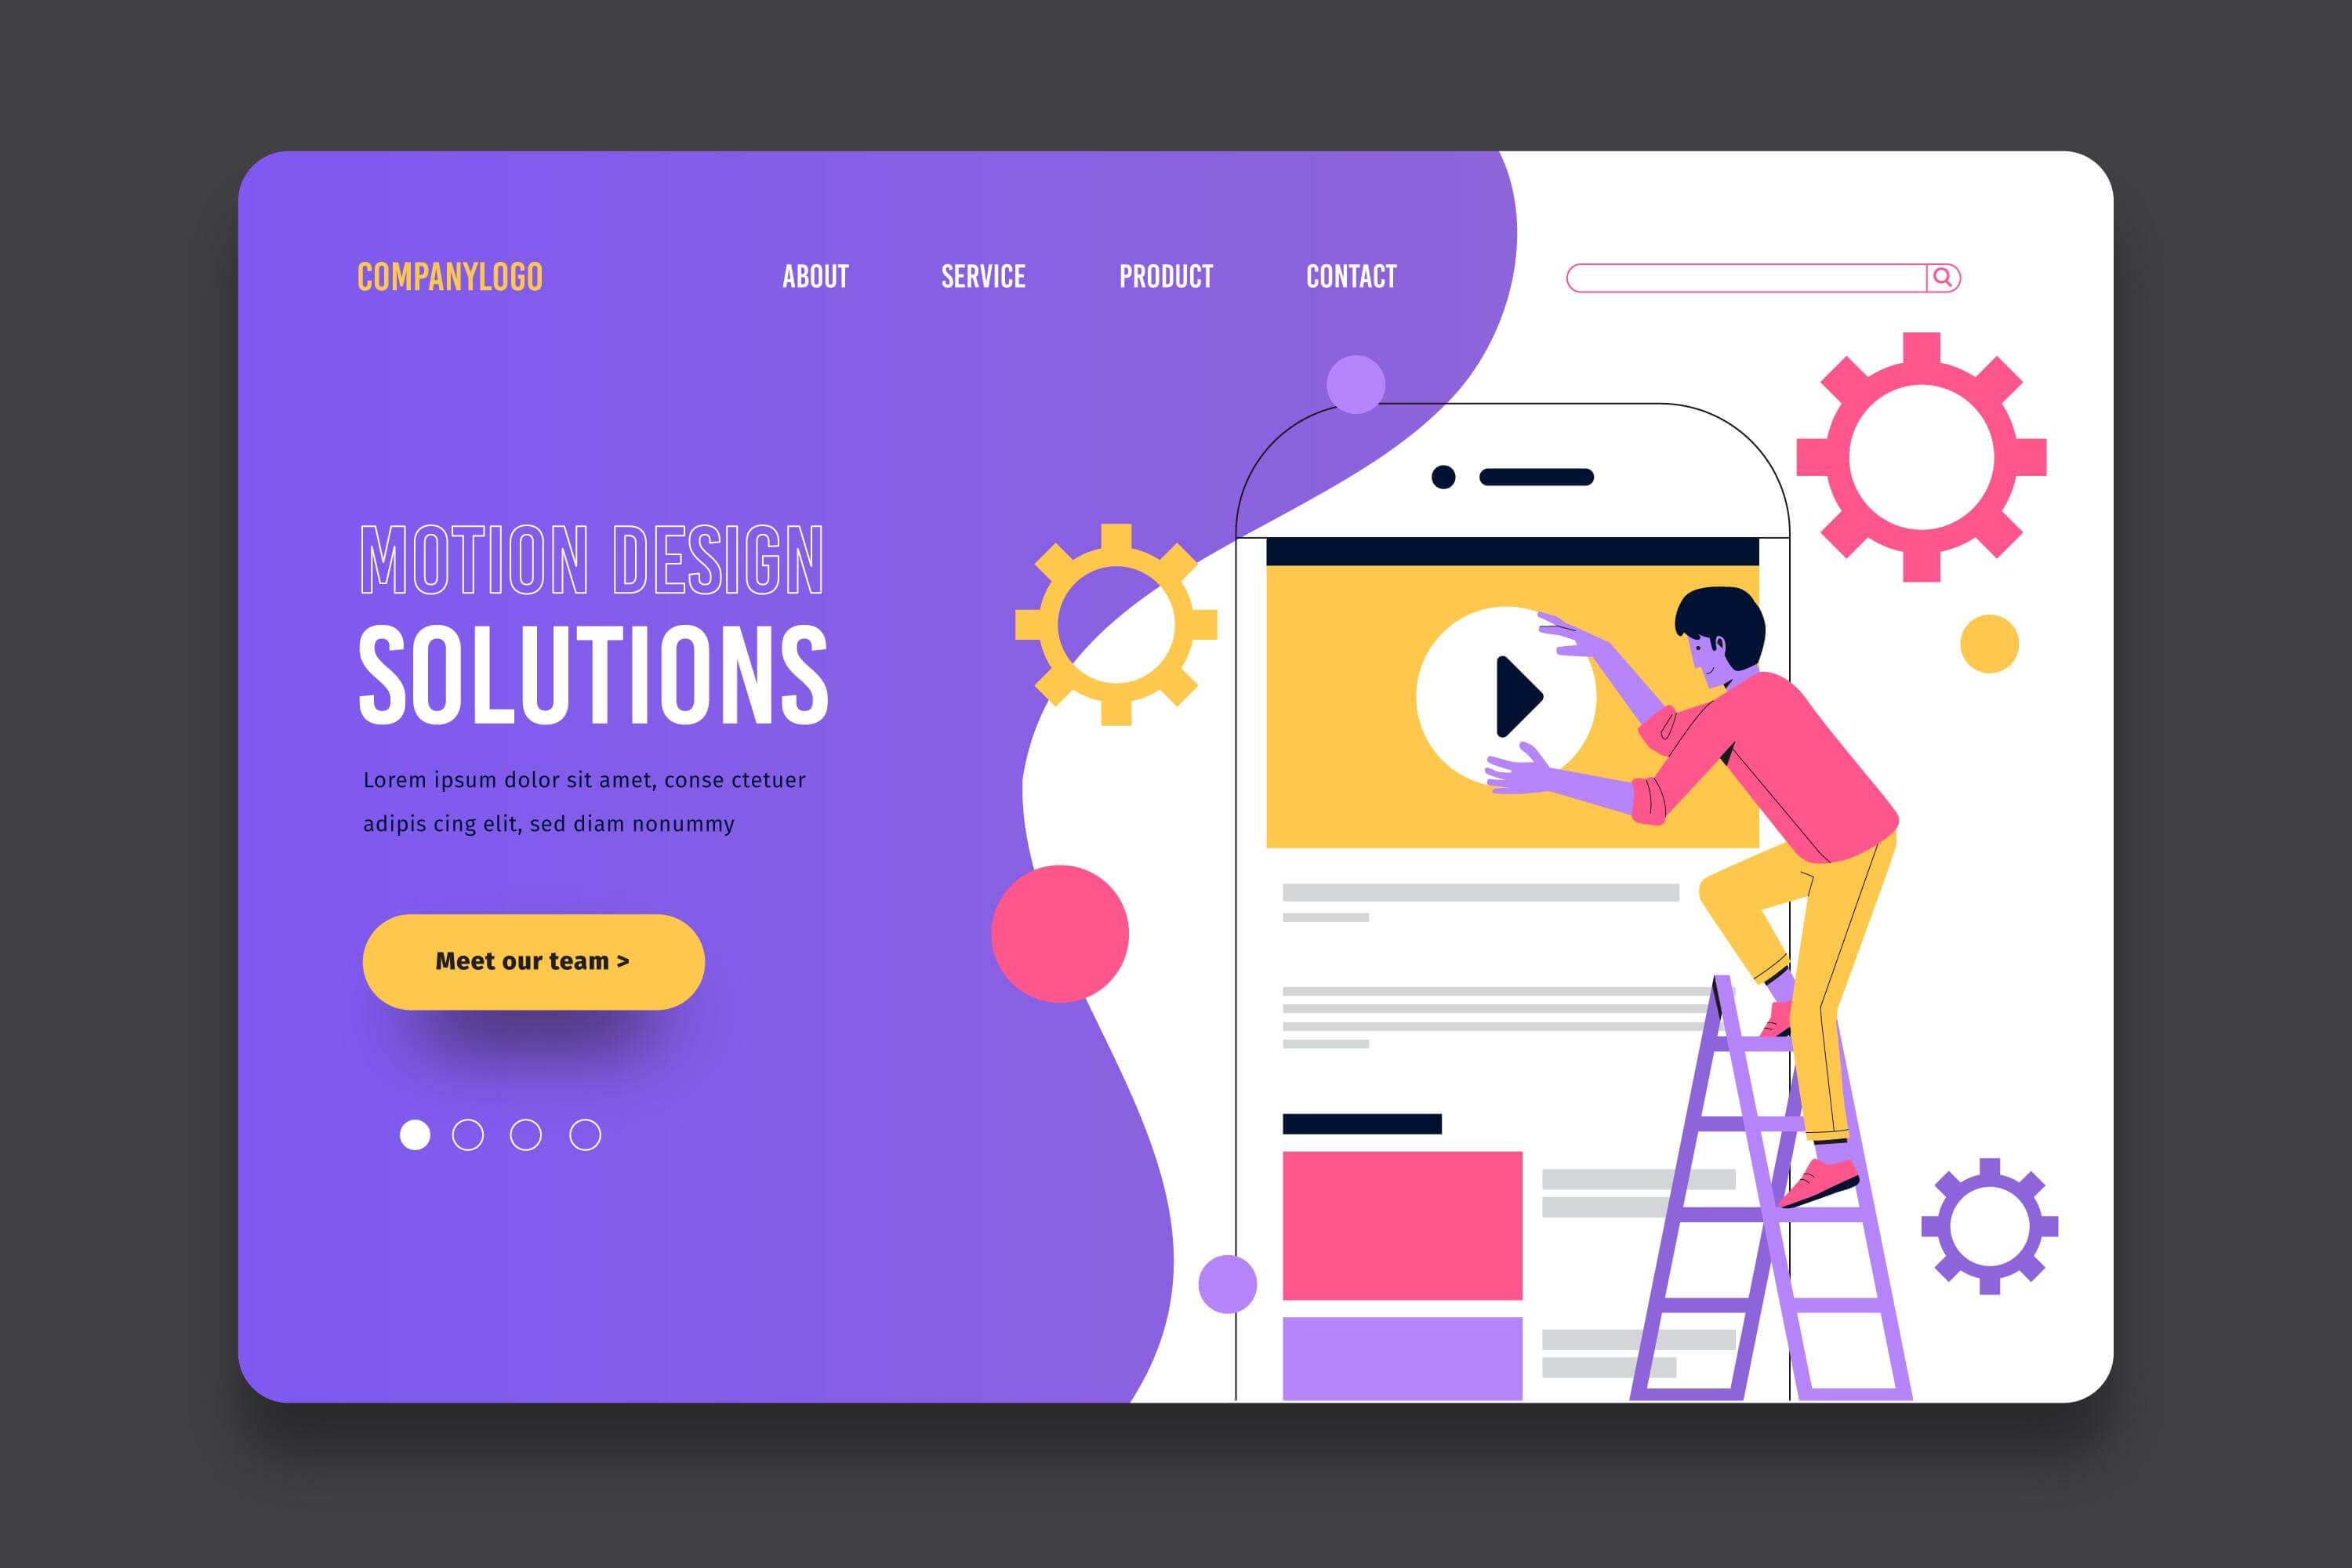 COMPANYLOGO
ABOUT
SERVICE
PRODUCT
CONTACT
MOTION DESIGN
SOLUTIONS
Lorem ipsum dolor sit amet, conse ctetuer
adipis cing elit, sed diam nonummy
Meet our team >